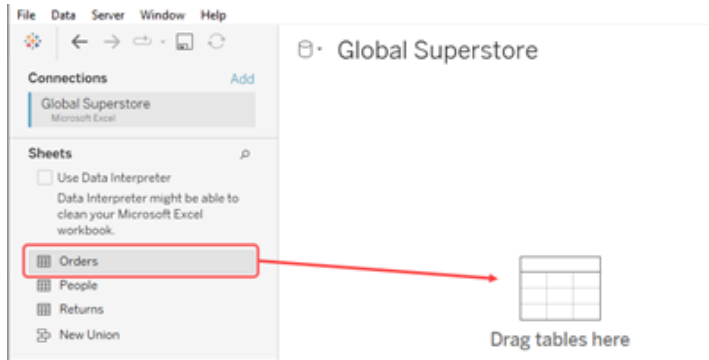 File Data Server Window Help
Global Superstore
Connections Add
Global Superstore
Microsoft Excel
Sheets
Use Data Interpreter
Data Interpreter might be able to
clean your Microsoft Excel
workbook.
Orders
People
Returns
New Union
Drag tables here